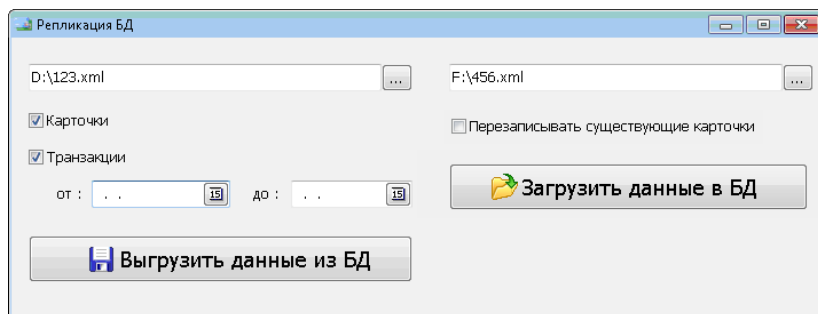 Репликация БД
D:\123.xml ...
Карточки
Транзакции
от : . . 15 до : . . 15
Выгрузить данные из БД
F:\456.xml ...
Перезаписывать существующие карточки
Загрузить данные в БД